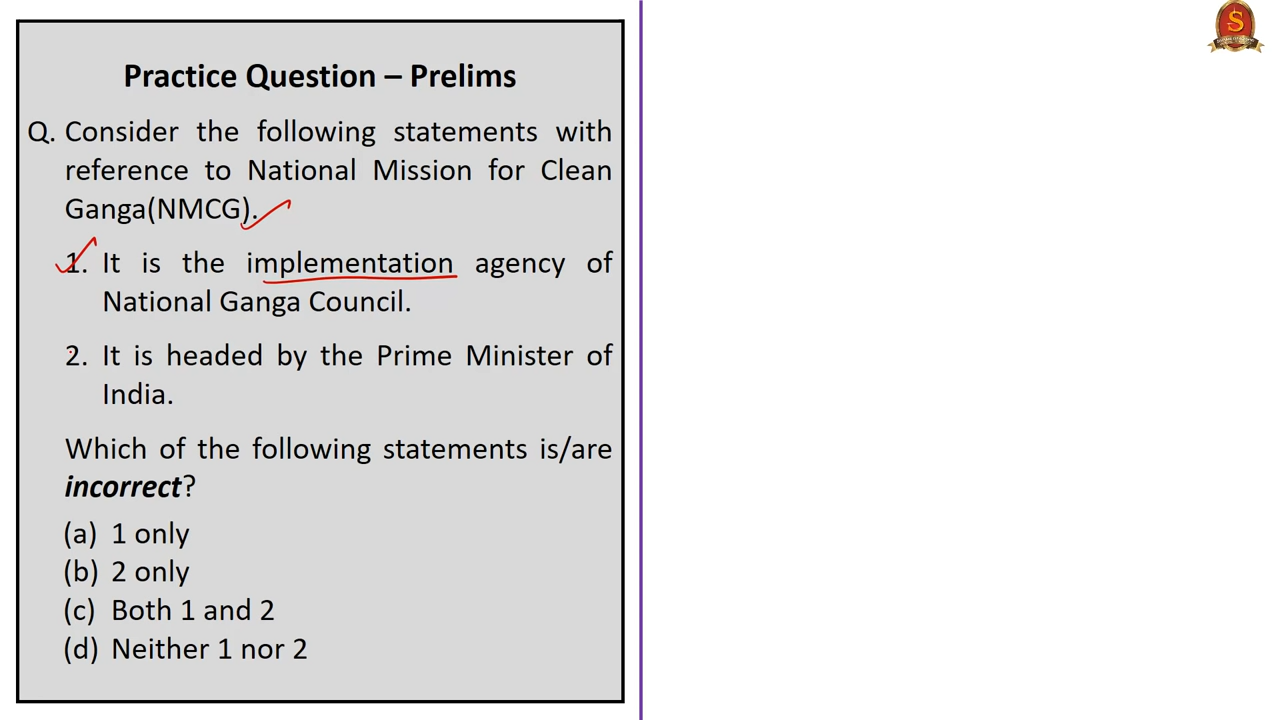 Practice Question – Prelims
Q. Consider the following statements with
reference to National Mission for Clean
Ganga(NMCG).
1. It is the implementation agency of
National Ganga Council.
2. It is headed by the Prime Minister of
India.
Which of the following statements is/are
incorrect?
(a) 1 only
(b) 2 only
(c) Both 1 and 2
(d) Neither 1 nor 2
S